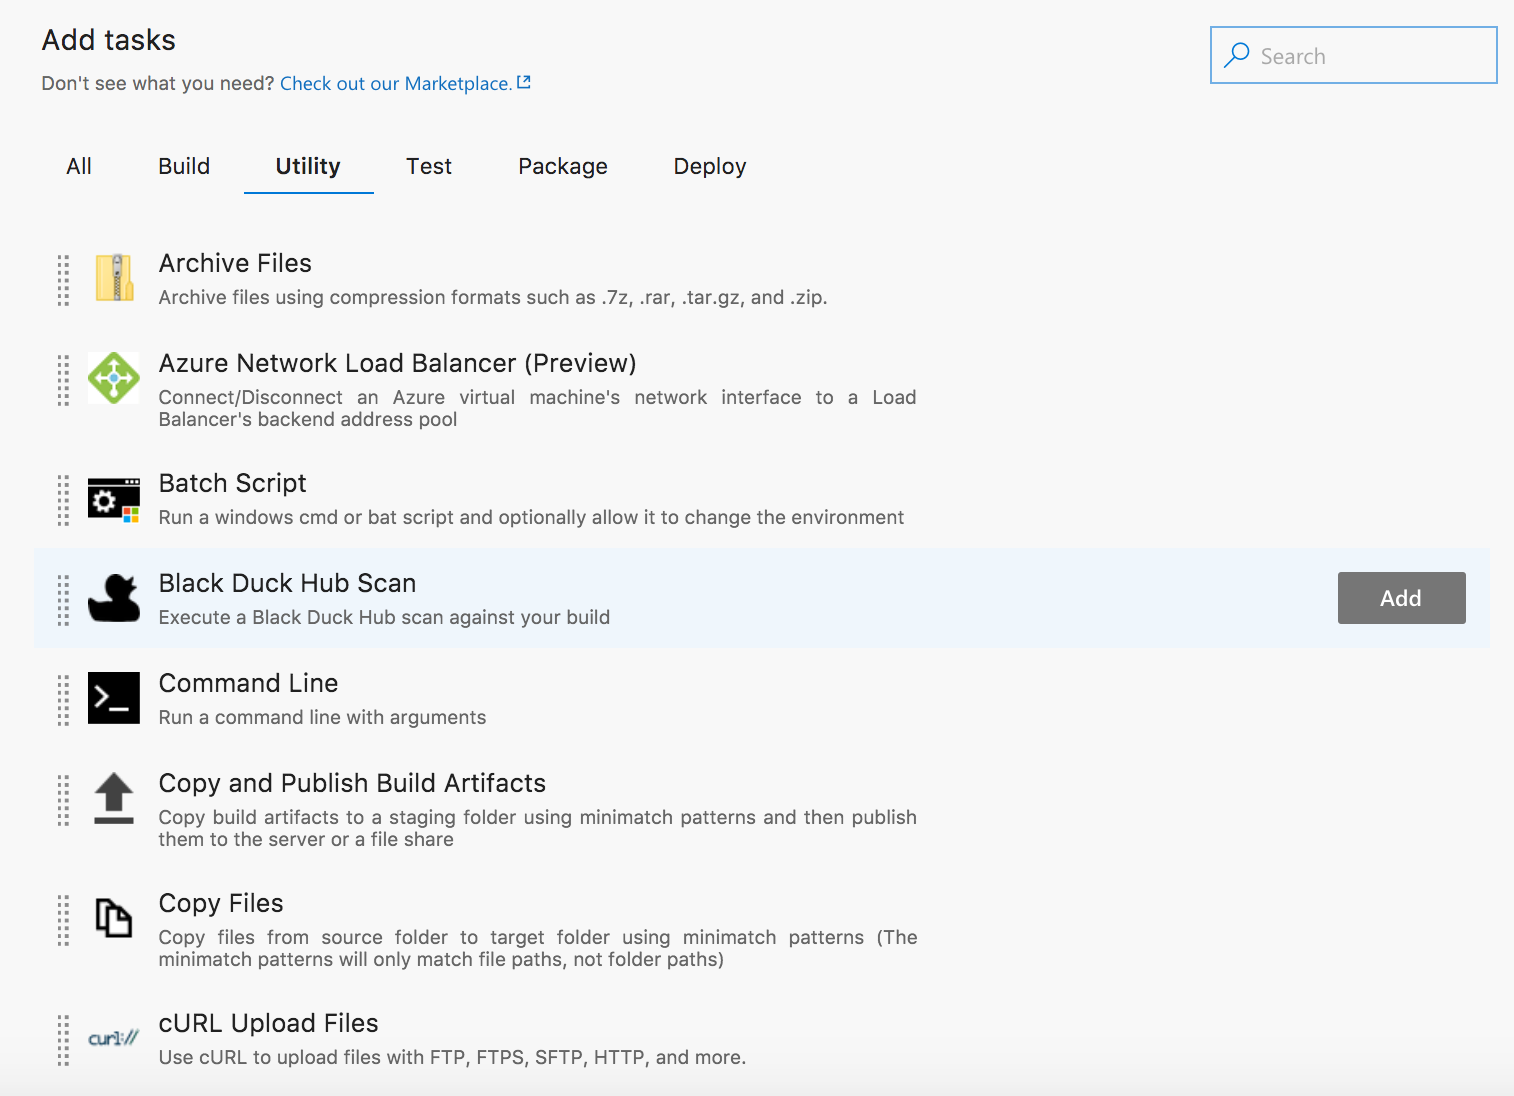 Add tasks
Search
Don't see what you need? Check out our Marketplace.
All Build Utility Test Package Deploy
Archive Files
Archive files using compression formats such as .7z, .rar, .tar.gz, and .zip.
Azure Network Load Balancer (Preview)
Connect/Disconnect an Azure virtual machine's network interface to a Load
Balancer's backend address pool
Batch Script
Run a windows cmd or bat script and optionally allow it to change the environment
Black Duck Hub Scan
Execute a Black Duck Hub scan against your build
Add
Command Line
Run a command line with arguments
Copy and Publish Build Artifacts
Copy build artifacts to a staging folder using minimatch patterns and then publish
them to the server or a file share
Copy Files
Copy files from source folder to target folder using minimatch patterns (The
minimatch patterns will only match file paths, not folder paths)
curl://
cURL Upload Files
Use cURL to upload files with FTP, FTPS, SFTP, HTTP, and more.